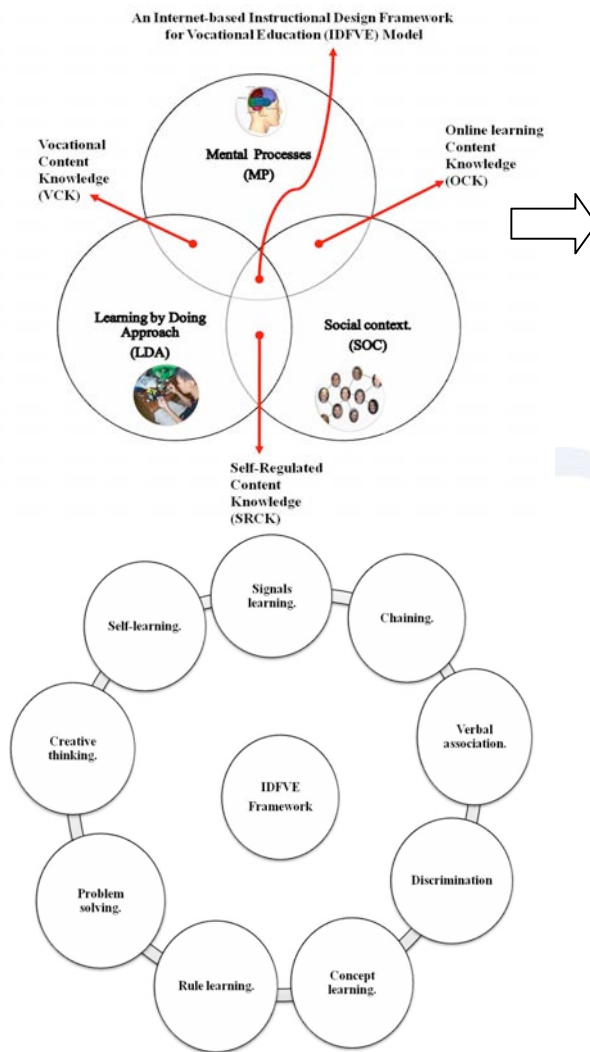 An Internet-based Instructional Design Framework
for Vocational Education (IDFVE) Model
Mental Processes
(MP)
Vocational
Content
Knowledge
(VCK)
Online learning
Content
Knowledge
(OCK)
Learning by Doing
Approach
(LDA)
Social context.
(SOC)
Self-Regulated
Content
Knowledge
(SRCK)
Signals
learning.
Chaining.
Verbal
association.
Discrimination
Concept
learning.
Rule learning.
Problem
solving.
Creative
thinking.
Self-learning.
IDFVE
Framework